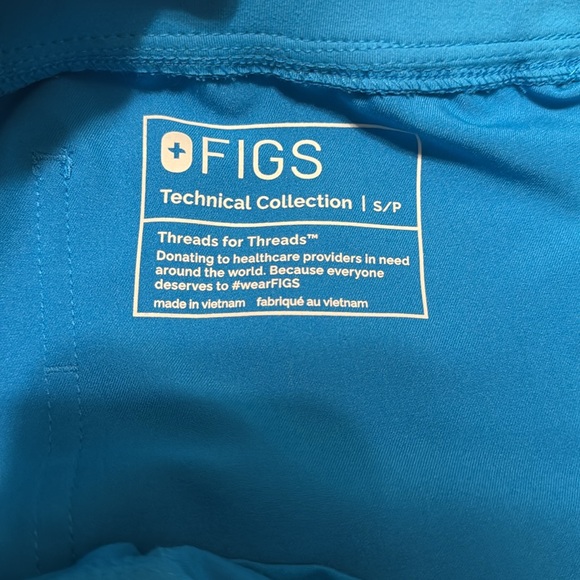 FIGS
Technical Collection | S/P
Threads for Threads™
Donating to healthcare providers in need
around the world. Because everyone
deserves to #wearFIGS
made in vietnam fabriqué au vietnam